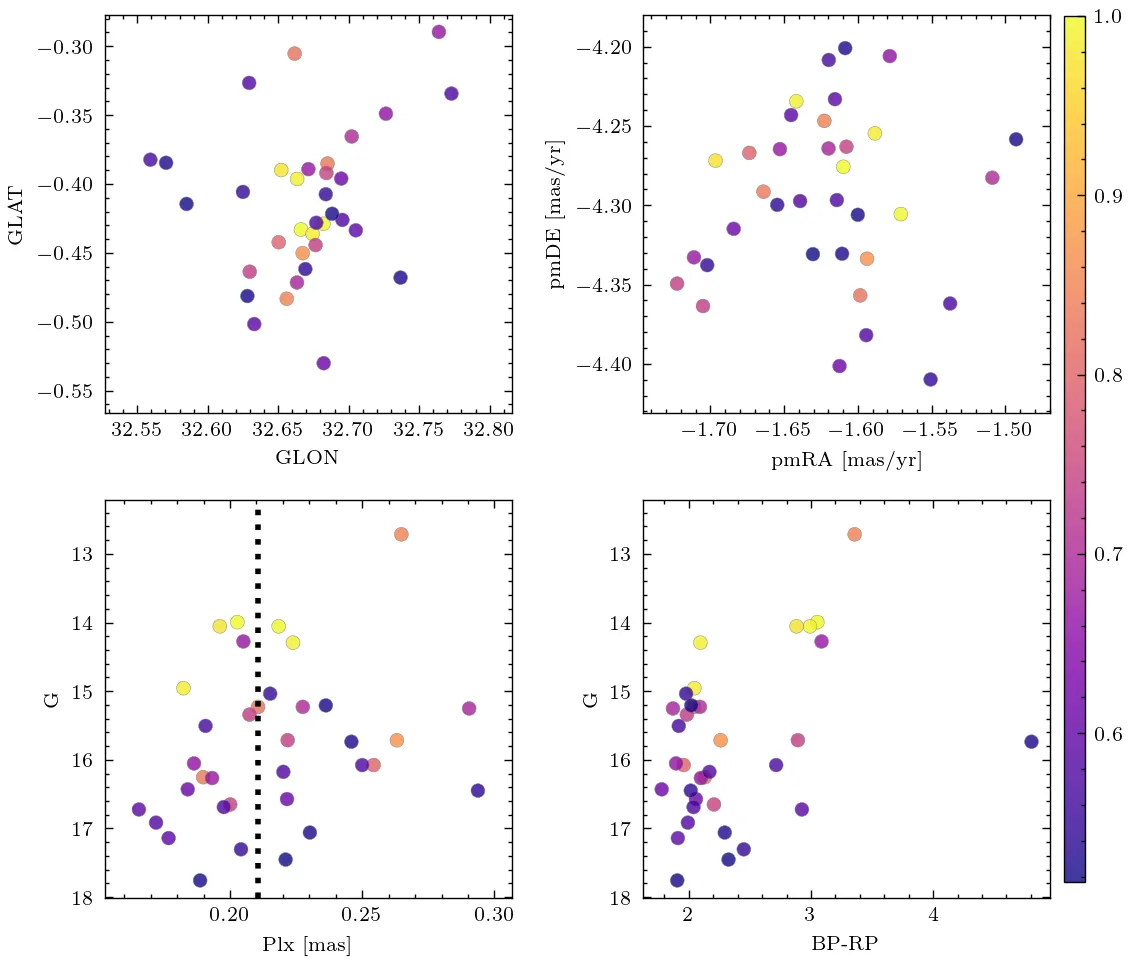 −0.30
−0.35
−0.40
−0.45
−0.50
−0.55
GLAT
32.55 32.60 32.65 32.70 32.75 32.80
GLON
−4.20
−4.25
−4.30
−4.35
−4.40
pmDE [mas/yr]
−1.70 −1.65 −1.60 −1.55 −1.50
pmRA [mas/yr]
13
14
15
16
17
18
G
0.20 0.25 0.30
Plx [mas]
13
14
15
16
17
18
G
2 3 4
BP-RP
1.0
0.9
0.8
0.7
0.6